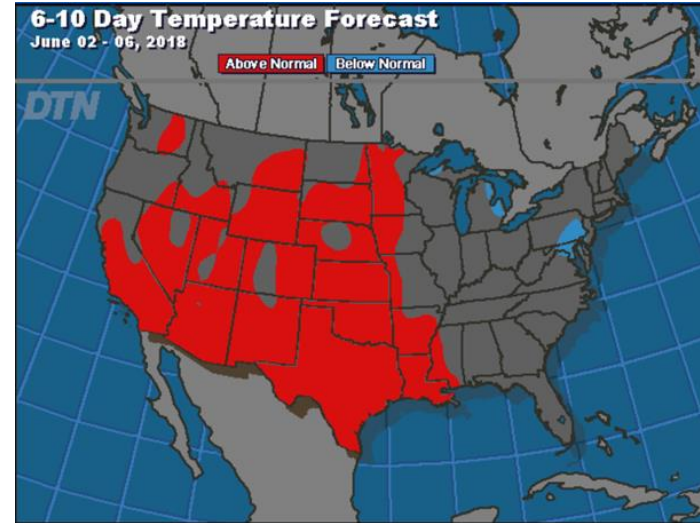 6-10 Day Temperature Forecast
June 02 - 06, 2018
Above Normal Below Normal
DTN